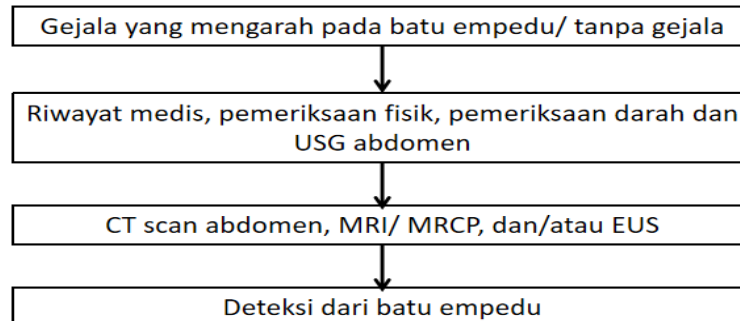 Gejala yang mengarah pada batu empedu/ tanpa gejala
Riwayat medis, pemeriksaan fisik, pemeriksaan darah dan
USG abdomen
CT scan abdomen, MRI/ MRCP, dan/atau EUS
Deteksi dari batu empedu